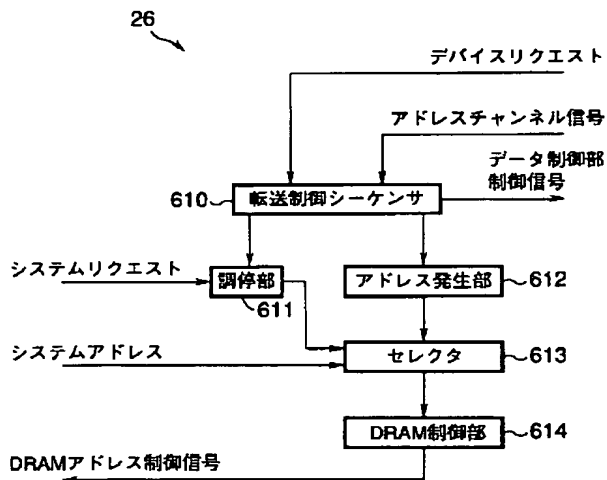 26
デバイスリクエスト
アドレスチャンネル信号
データ制御部
制御信号
610
転送制御シーケンサ
システムリクエスト
調停部
611
アドレス発生部
612
システムアドレス
セレクタ
613
DRAM制御部
614
DRAMアドレス制御信号